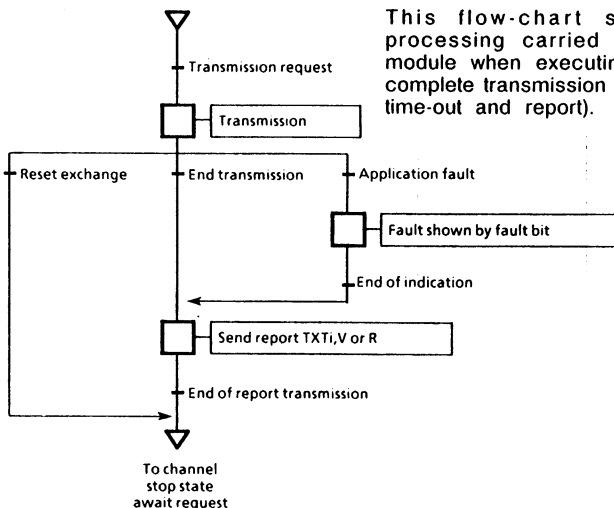 This flow-chart s
processing carried
module when executin
complete transmission
time-out and report).
Transmission request
Transmission
Reset exchange
End transmission
Application fault
Fault shown by fault bit
End of indication
Send report TXTi,V or R
End of report transmission
To channel
stop state
await request